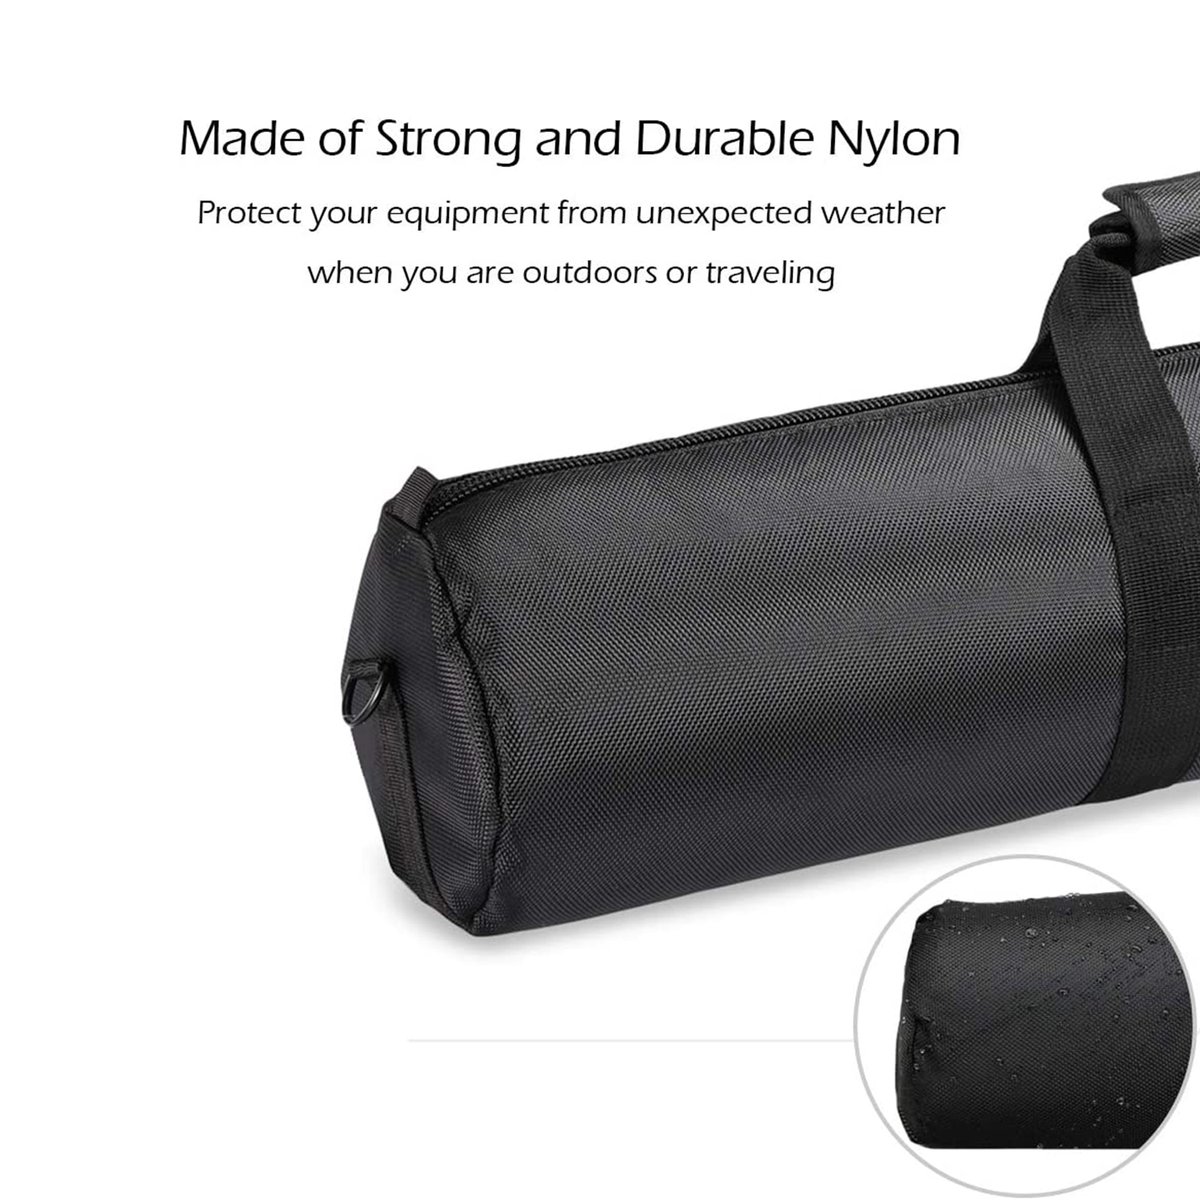 Made of Strong and Durable Nylon
Protect your equipment from unexpected weather
when you are outdoors or traveling